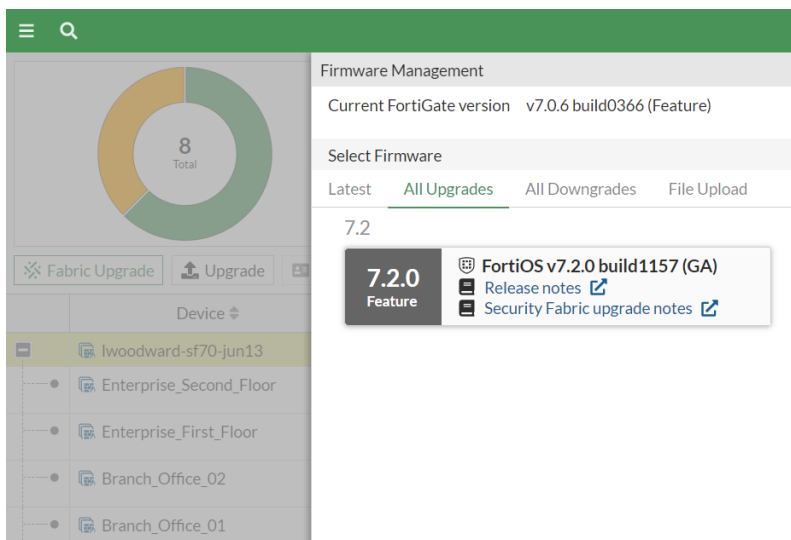 8
Total
Fabric Upgrade
Upgrade
Device
lwoodward-sf70-jun13
Enterprise_Second_Floor
Enterprise_First_Floor
Branch_Office_02
Branch_Office_01
Firmware Management
Current FortiGate version v7.0.6 build0366 (Feature)
Select Firmware
Latest All Upgrades All Downgrades File Upload
7.2
7.2.0
Feature
FortiOS v7.2.0 build1157 (GA)
Release notes
Security Fabric upgrade notes